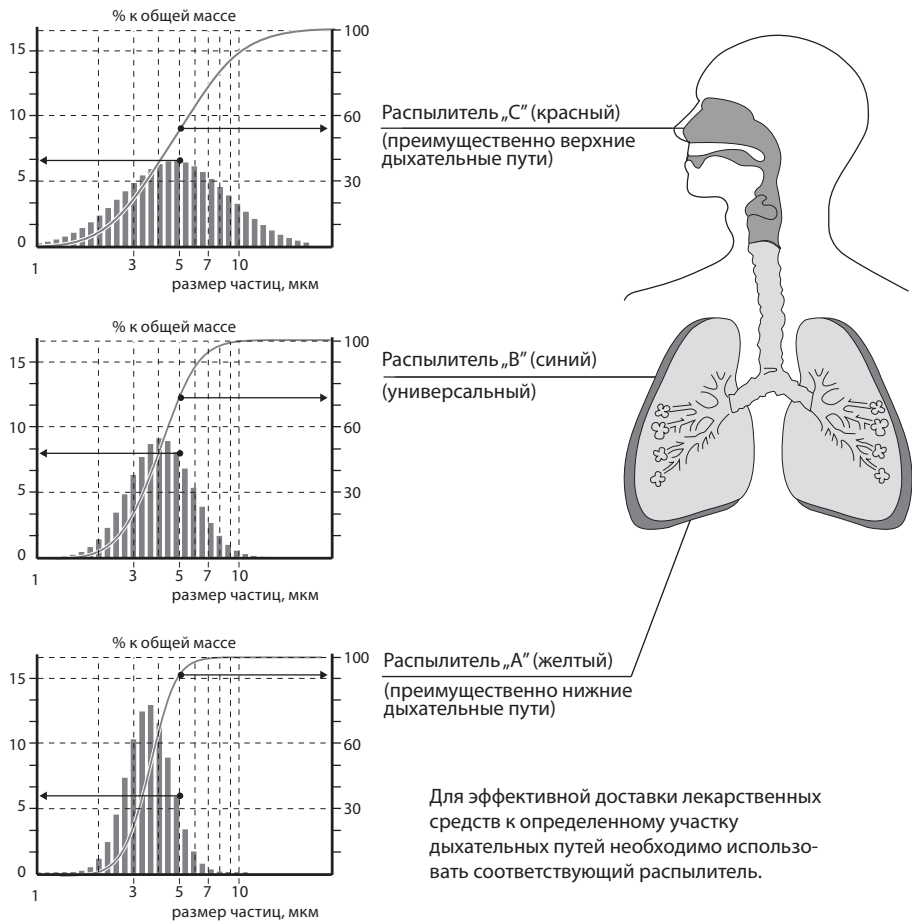 % к общей массе
15
10
5
0
100
60
30
1
3
5
7
10
размер частиц, мкм
Распылитель „C” (красный)
(преимущественно верхние
дыхательные пути)
% к общей массе
15
10
5
0
100
60
30
1
3
5
7
10
размер частиц, мкм
Распылитель „B” (синий)
(универсальный)
% к общей массе
15
10
5
0
100
60
30
1
3
5
7
10
размер частиц, мкм
Распылитель „A” (желтый)
(преимущественно нижние
дыхательные пути)
Для эффективной доставки лекарственных
средств к определенному участку
дыхательных путей необходимо использо-
вать соответствующий распылитель.